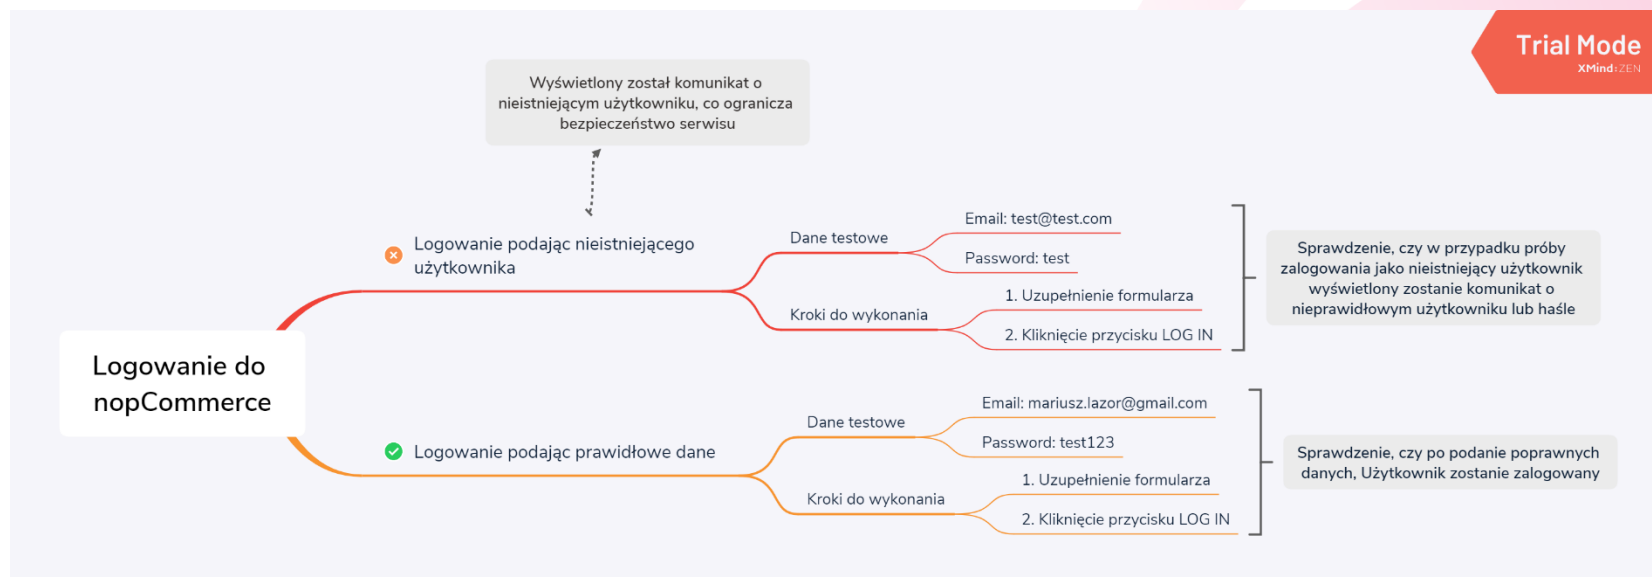 Trial Mode
XMind:ZEN
Wyświetlony został komunikat o
nieistniejącym użytkowniku, co ogranicza
bezpieczeństwo serwisu
Logowanie do
nopCommerce
Logowanie podając nieistniejącego
użytkownika
Dane testowe
Email: test@test.com
Password: test
Kroki do wykonania
1. Uzupełnienie formularza
2. Kliknięcie przycisku LOG IN
Sprawdzenie, czy w przypadku próby
zalogowania jako nieistniejący użytkownik
wyświetlony zostanie komunikat o
nieprawidłowym użytkowniku lub haśle
Logowanie podając prawidłowe dane
Dane testowe
Email: mariusz.lazor@gmail.com
Password: test123
Kroki do wykonania
1. Uzupełnienie formularza
2. Kliknięcie przycisku LOG IN
Sprawdzenie, czy po podanie poprawnych
danych, Użytkownik zostanie zalogowany